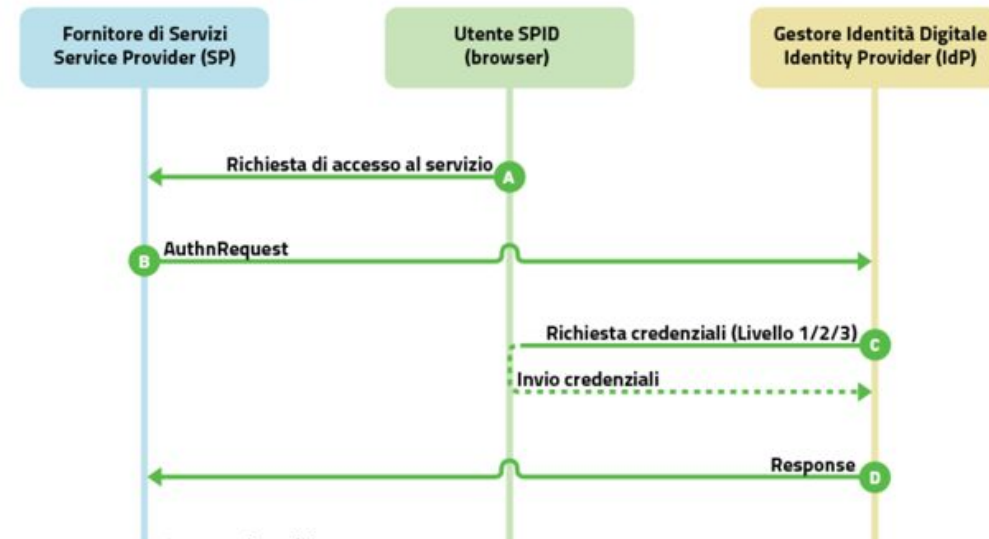 Fornitore di Servizi
Service Provider (SP)
Utente SPID
(browser)
Gestore Identità Digitale
Identity Provider (IdP)
Richiesta di accesso al servizio
A
B
AuthnRequest
Richiesta credenziali (Livello 1/2/3)
C
Invio credenziali
Response
D